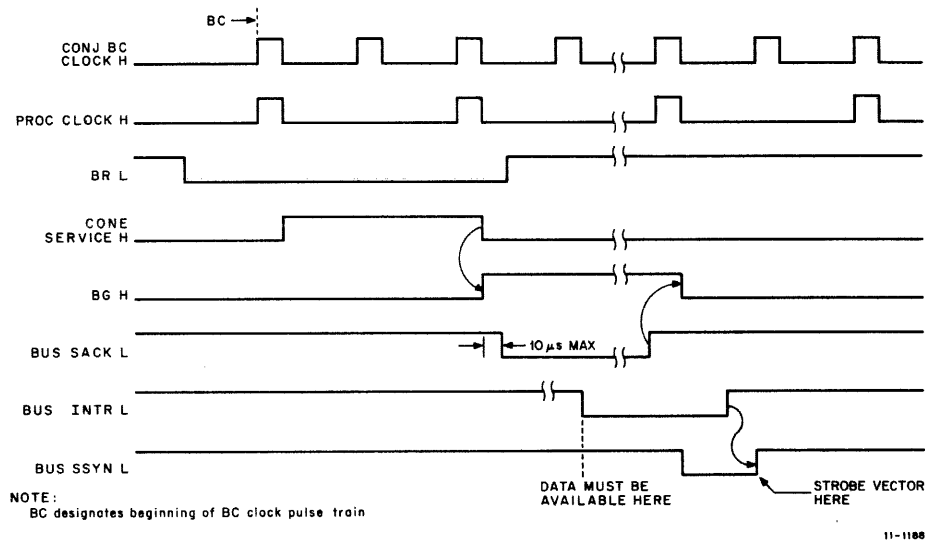 BC
CONJ BC
CLOCK H
PROC CLOCK H
BR L
CONE
SERVICE H
BG H
BUS SACK L
10 μs MAX
BUS INTR L
BUS SSYN L
DATA MUST BE
AVAILABLE HERE
STROBE VECTOR
HERE
NOTE:
BC designates beginning of BC clock pulse train
11-1188